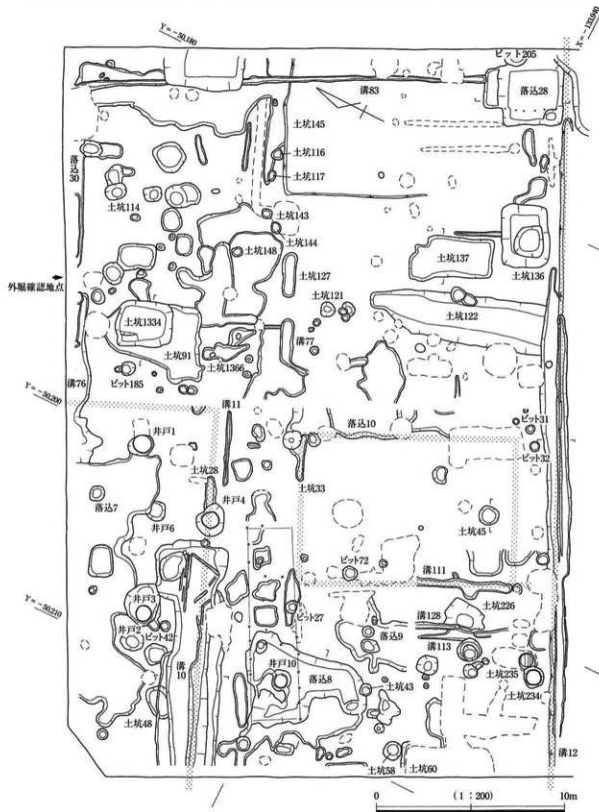 Y=-50,180
X=-133,940
ピット205
溝83
落込28
土坑145
土坑116
土坑117
落込30
土坑114
土坑143
土坑144
土坑148
土坑127
土坑137
土坑136
外堀確認地点
土坑121
土坑122
土坑1334
土坑91
土坑1366
溝77
ピット185
溝76
Y=-50,200
溝11
落込10
ピット31
井戸1
ピット32
土坑28
井戸4
土坑33
落込7
井戸6
土坑45
ピット72
溝111
土坑226
Y=-50,210
井戸3
溝128
ピット27
井戸2
ピット42
落込9
溝113
土坑235
溝10
井戸10
落込8
土坑234
土坑43
土坑48
土坑58
土坑60
溝12
0
(1:200)
10m